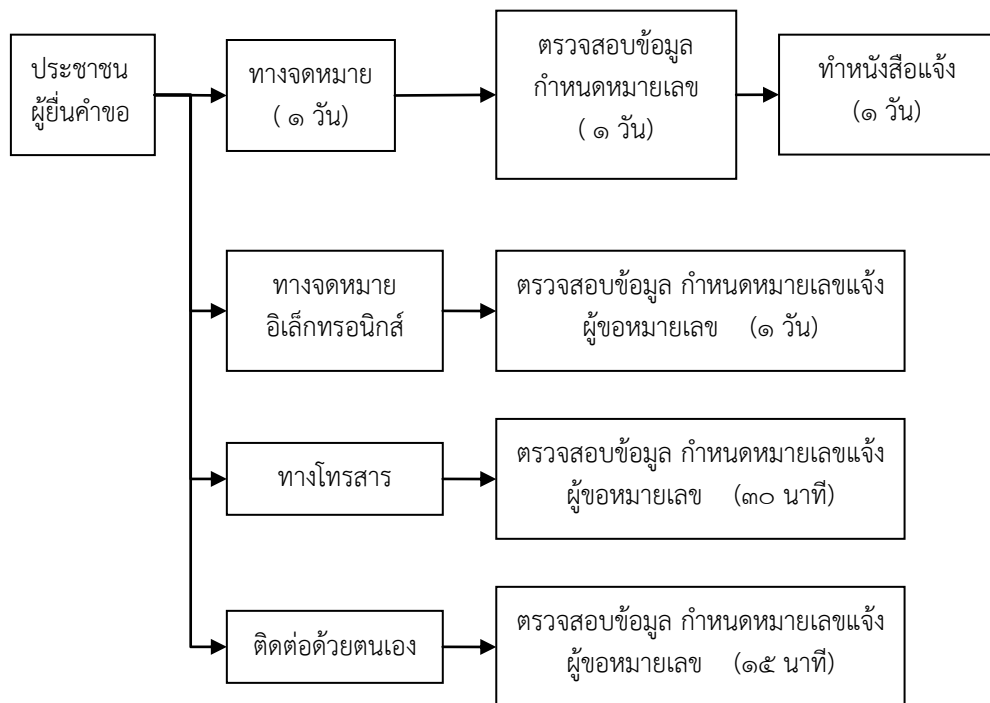 ประชาชน
ผู้ยื่นคำขอ
ทางจดหมาย
( ๑ วัน)
ตรวจสอบข้อมูล
กำหนดหมายเลข
( ๑ วัน)
ทำหนังสือแจ้ง
(๑ วัน)
ทางจดหมาย
อิเล็กทรอนิกส์
ตรวจสอบข้อมูล กำหนดหมายเลขแจ้ง
ผู้ขอหมายเลข (๑ วัน)
ทางโทรสาร
ตรวจสอบข้อมูล กำหนดหมายเลขแจ้ง
ผู้ขอหมายเลข (๓๐ นาที)
ติดต่อด้วยตนเอง
ตรวจสอบข้อมูล กำหนดหมายเลขแจ้ง
ผู้ขอหมายเลข (๑๕ นาที)